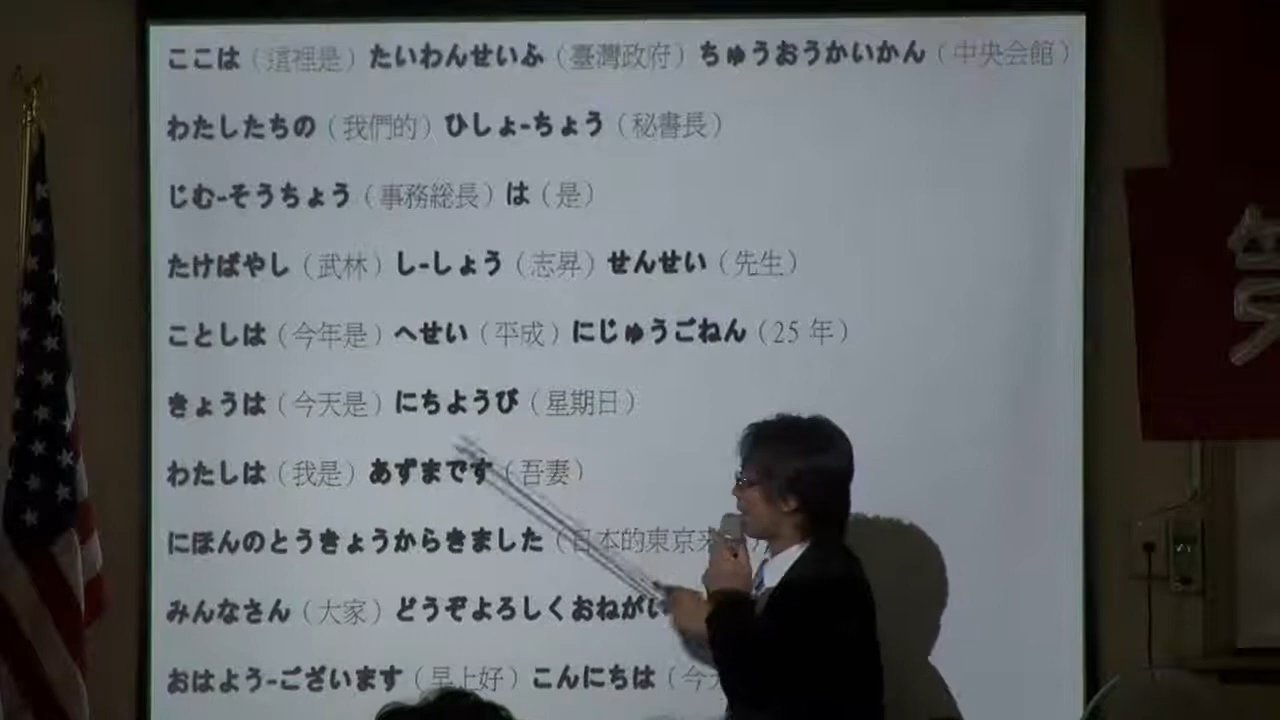 ここは（這裡是）たいわんせいふ（臺灣政府）ちゅうおうかいかん（中央会館）
わたしたちの（我們的）ひしょ-ちょう（秘書長）
じむ-そうちょう（事務総長）は（是）
たけばやし（武林）し-しょう（志昇）せんせい（先生）
ことしは（今年是）へせい（平成）にじゅうごねん（25 年）
きょうは（今天是）にちようび（星期日）
わたしは（我是）あずまです（吾妻）
にほんのとうきょうからきました（日本的東京来
みんなさん（大家）どうぞよろしくおねがい
おはよう-ございます（早上好）こんにちは（今天